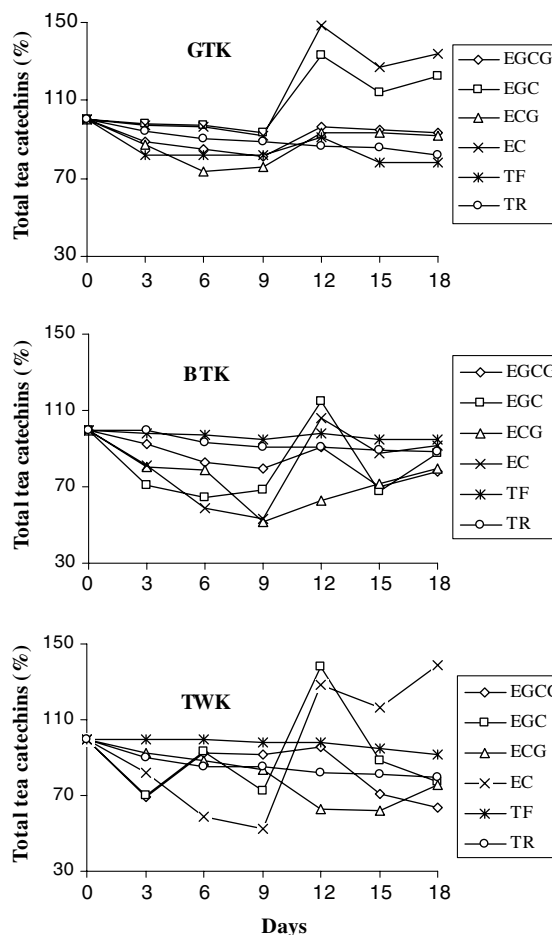 Total tea catechins (%)
150
110
70
30
GTK
EGCG
EGC
ECG
EC
TF
TR
0 3 6 9 12 15 18
Total tea catechins (%)
150
110
70
30
BTK
EGCG
EGC
ECG
EC
TF
TR
0 3 6 9 12 15 18
Total tea catechins (%)
150
110
70
30
TWK
EGCG
EGC
ECG
EC
TF
TR
0 3 6 9 12 15 18
Days